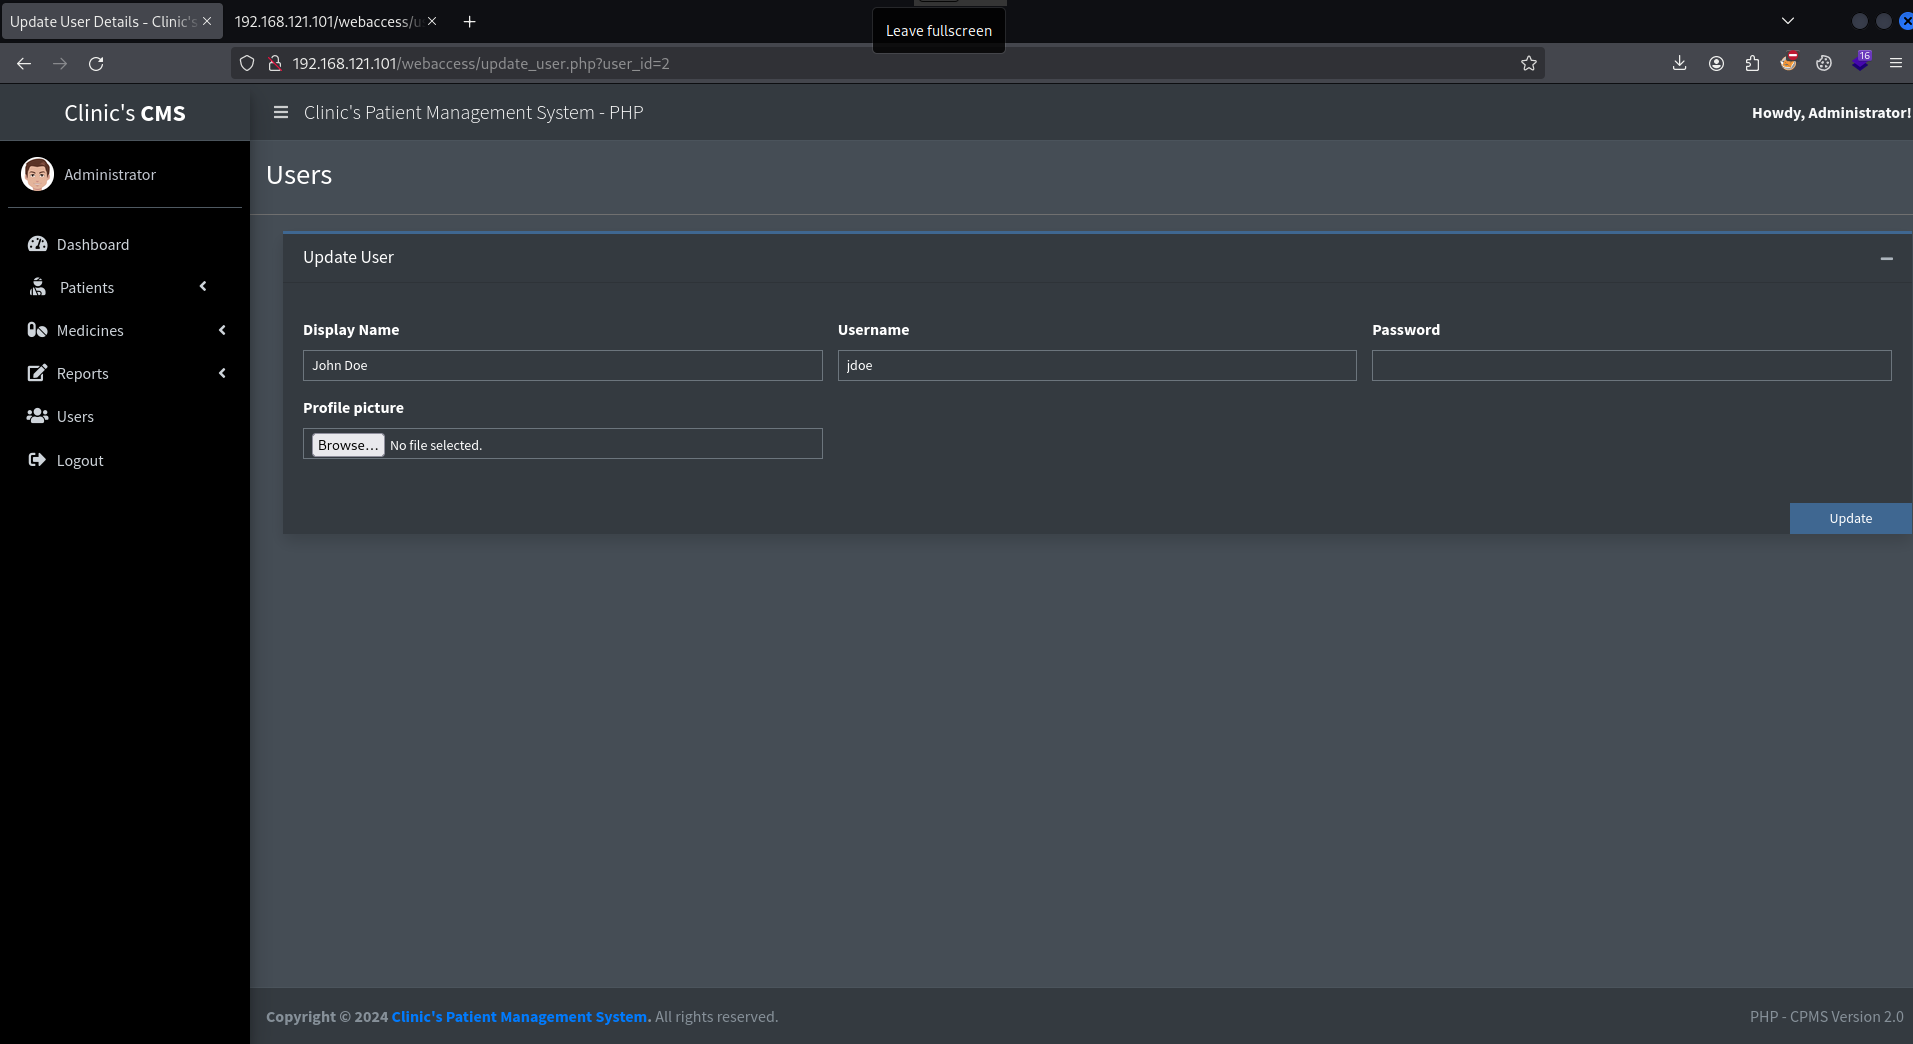 Update User Details - Clinic's
192.168.121.101/webaccess/u
Leave fullscreen
192.168.121.101/webaccess/update_user.php?user_id=2
16
Clinic's CMS
Clinic's Patient Management System - PHP
Howdy, Administrator!
Administrator
Users
Dashboard
Patients
Medicines
Reports
Users
Logout
Update User
Display Name
Username
Password
John Doe
jdoe
Profile picture
Browse... No file selected.
Update
Copyright © 2024 Clinic's Patient Management System. All rights reserved.
PHP - CPMS Version 2.0